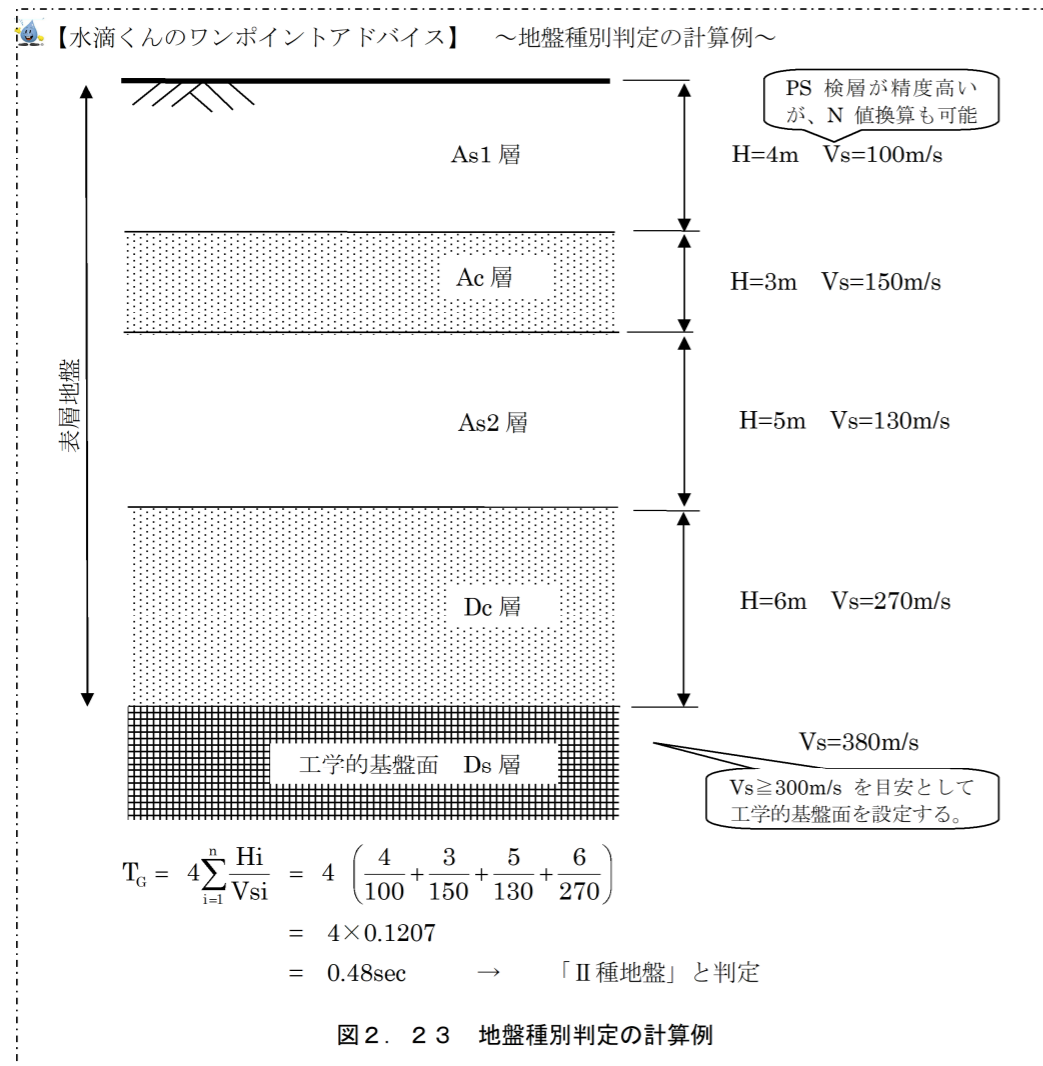 【水滴くんのワンポイントアドバイス】 ～地盤種別判定の計算例～
PS 検層が精度高い
が、N 値換算も可能
As1 層
H=4m Vs=100m/s
Ac 層
H=3m Vs=150m/s
表層地盤
As2 層
H=5m Vs=130m/s
Dc 層
H=6m Vs=270m/s
Vs=380m/s
工学的基盤面 Ds 層
Vs≧300m/s を目安として
工学的基盤面を設定する。
T_G = 4 Σ_{i=1}^{n} Hi/Vsi = 4 (4/100 + 3/150 + 5/130 + 6/270)
= 4×0.1207
= 0.48sec → 「Ⅱ種地盤」と判定
図２．２３ 地盤種別判定の計算例